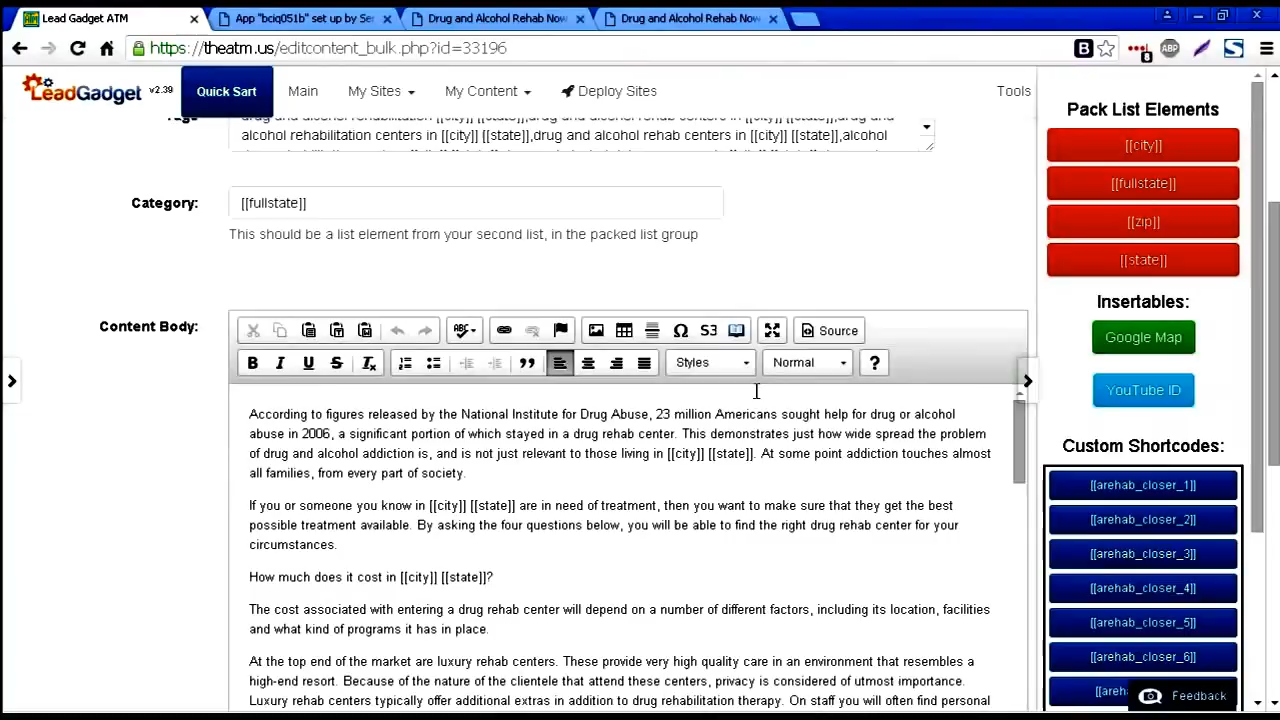 Lead Gadget ATM
App "bciq051b" set up by Ser
Drug and Alcohol Rehab Now
Drug and Alcohol Rehab Now
https://theatm.us/editcontent_bulk.php?id=33196
LeadGadget v2.39
Quick Sart
Main
My Sites
My Content
Deploy Sites
Tools
alcohol rehabilitation centers in [[city]] [[state]],drug and alcohol rehab centers in [[city]] [[state]],alcohol
Category:
[[fullstate]]
This should be a list element from your second list, in the packed list group
Content Body:
Source
Styles
Normal
According to figures released by the National Institute for Drug Abuse, 23 million Americans sought help for drug or alcohol
abuse in 2006, a significant portion of which stayed in a drug rehab center. This demonstrates just how wide spread the problem
of drug and alcohol addiction is, and is not just relevant to those living in [[city]] [[state]]. At some point addiction touches almost
all families, from every part of society.
If you or someone you know in [[city]] [[state]] are in need of treatment, then you want to make sure that they get the best
possible treatment available. By asking the four questions below, you will be able to find the right drug rehab center for your
circumstances.
How much does it cost in [[city]] [[state]]?
The cost associated with entering a drug rehab center will depend on a number of different factors, including its location, facilities
and what kind of programs it has in place.
At the top end of the market are luxury rehab centers. These provide very high quality care in an environment that resembles a
high-end resort. Because of the nature of the clientele that attend these centers, privacy is considered of utmost importance.
Luxury rehab centers typically offer additional extras in addition to drug rehabilitation therapy. On staff you will often find personal
Pack List Elements
[[city]]
[[fullstate]]
[[zip]]
[[state]]
Insertables:
Google Map
YouTube ID
Custom Shortcodes:
[[arehab_closer_1]]
[[arehab_closer_2]]
[[arehab_closer_3]]
[[arehab_closer_4]]
[[arehab_closer_5]]
[[arehab_closer_6]]
Feedback